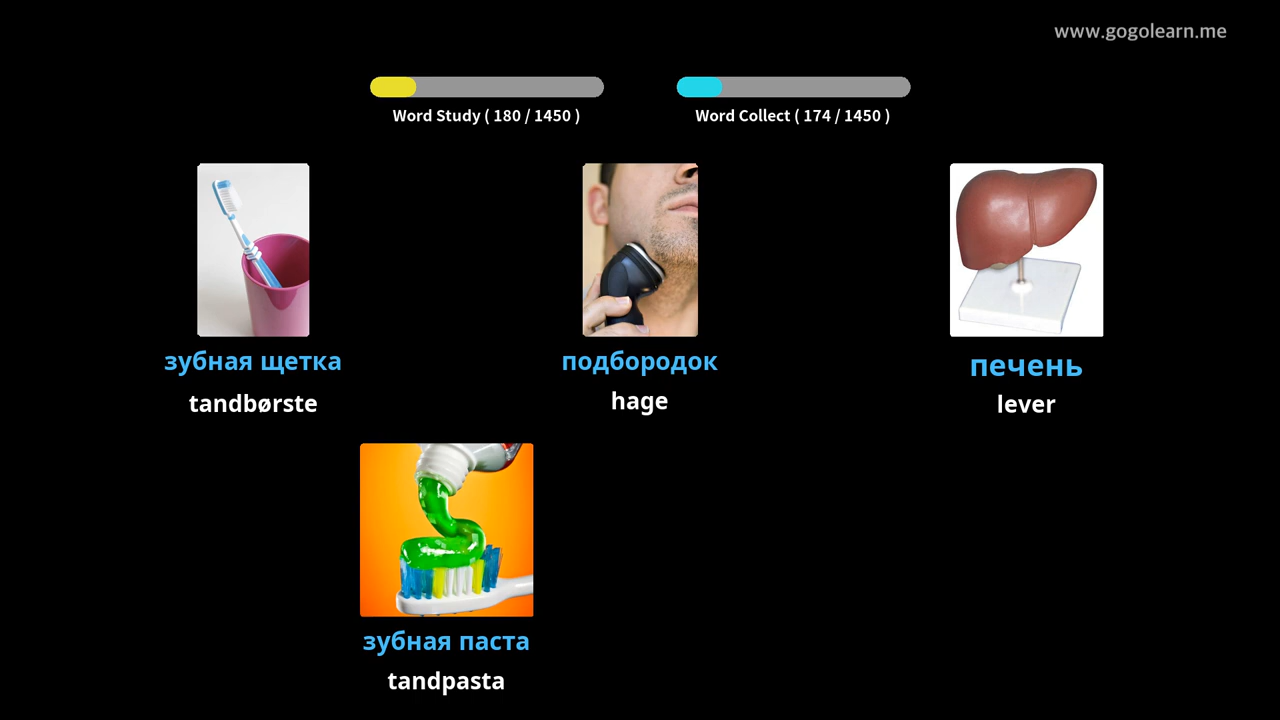 www.gogolearn.me
Word Study ( 180 / 1450 )
Word Collect ( 174 / 1450 )
зубная щетка
tandbørste
подбородок
hage
печень
lever
зубная паста
tandpasta